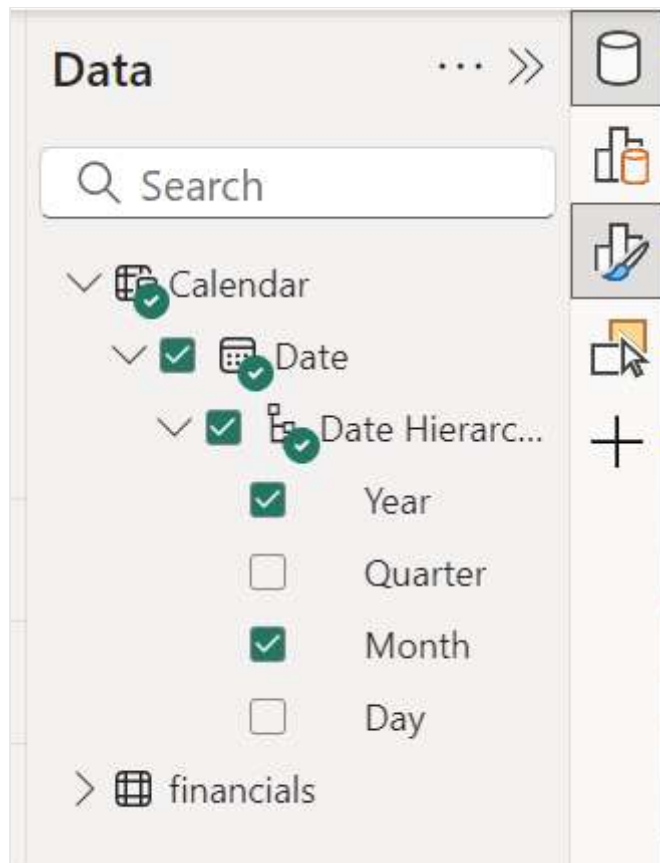 Data
Search
Calendar
Date
Date Hierarc...
Year
Quarter
Month
Day
financials